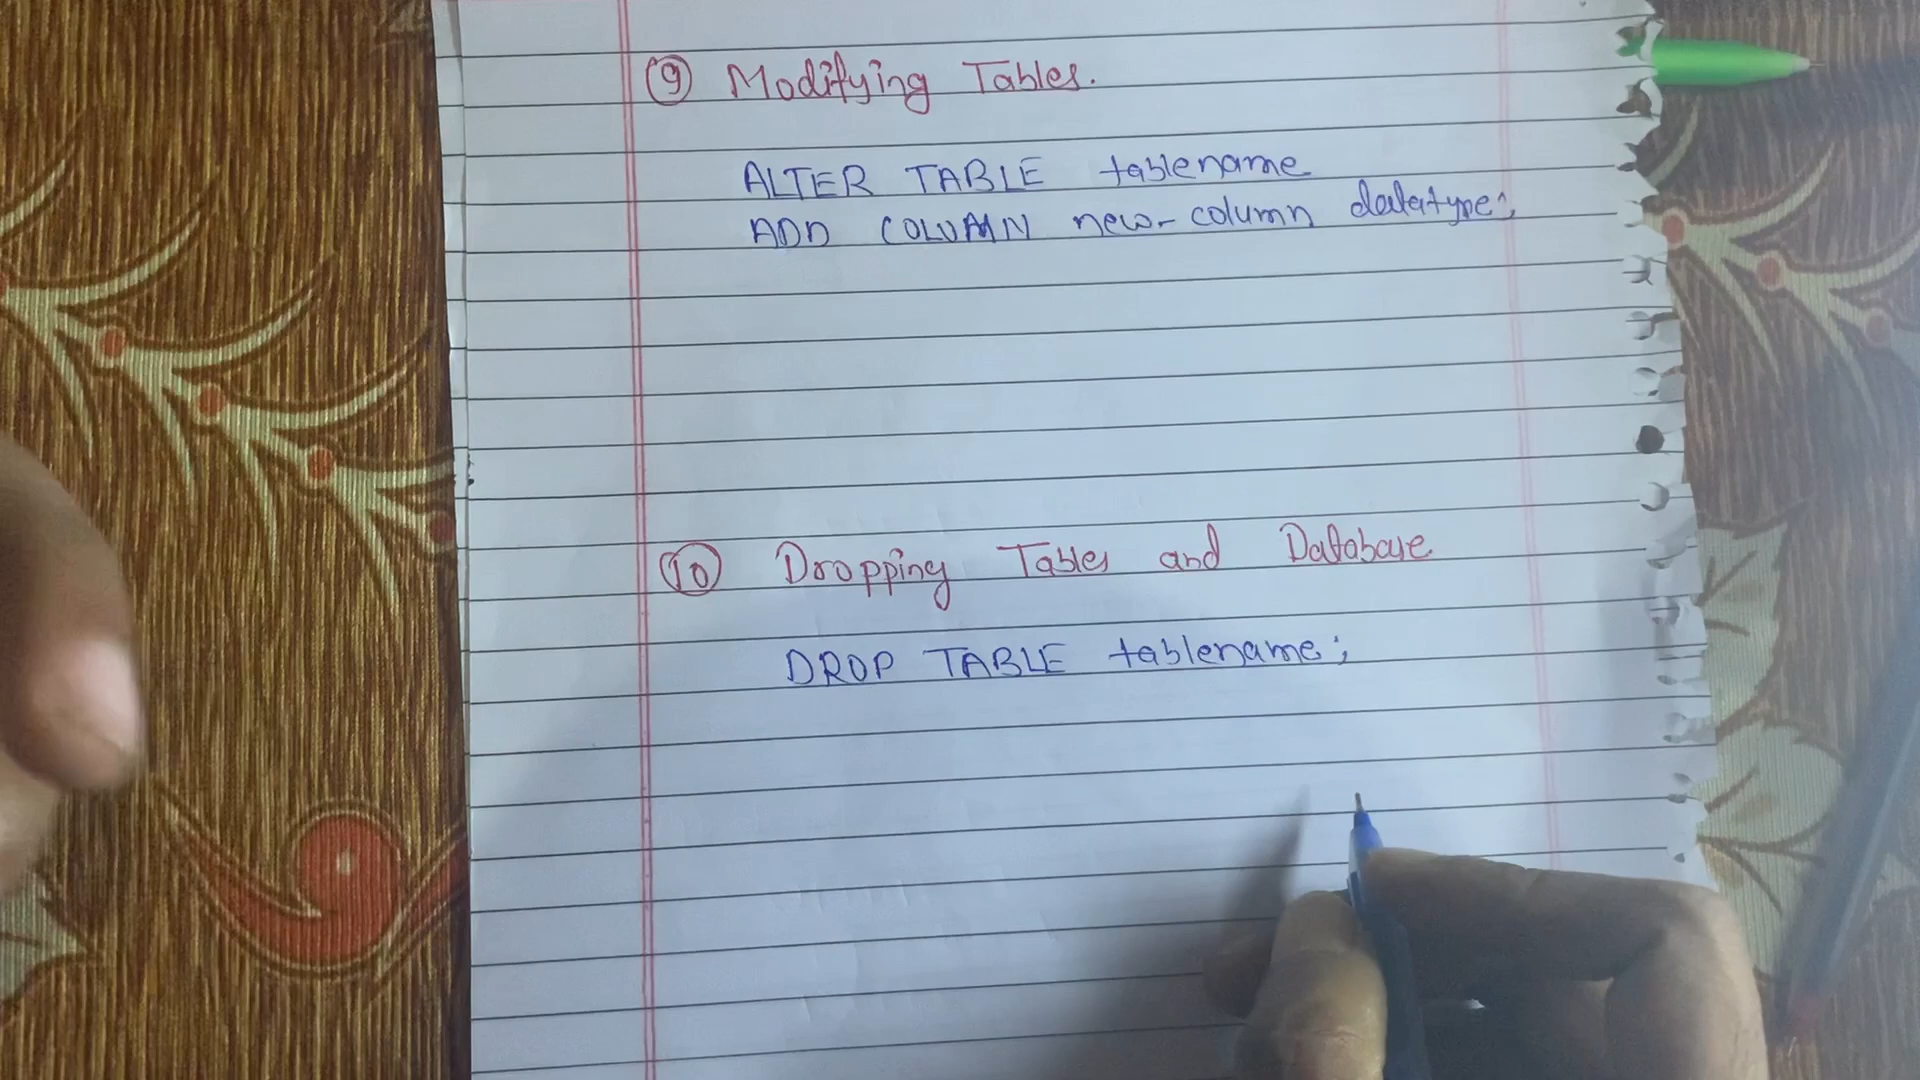 9 Modifying Tables.
ALTER TABLE tablename
ADD COLUMN new-column datatype;
10 Dropping Tables and Database
DROP TABLE tablename;